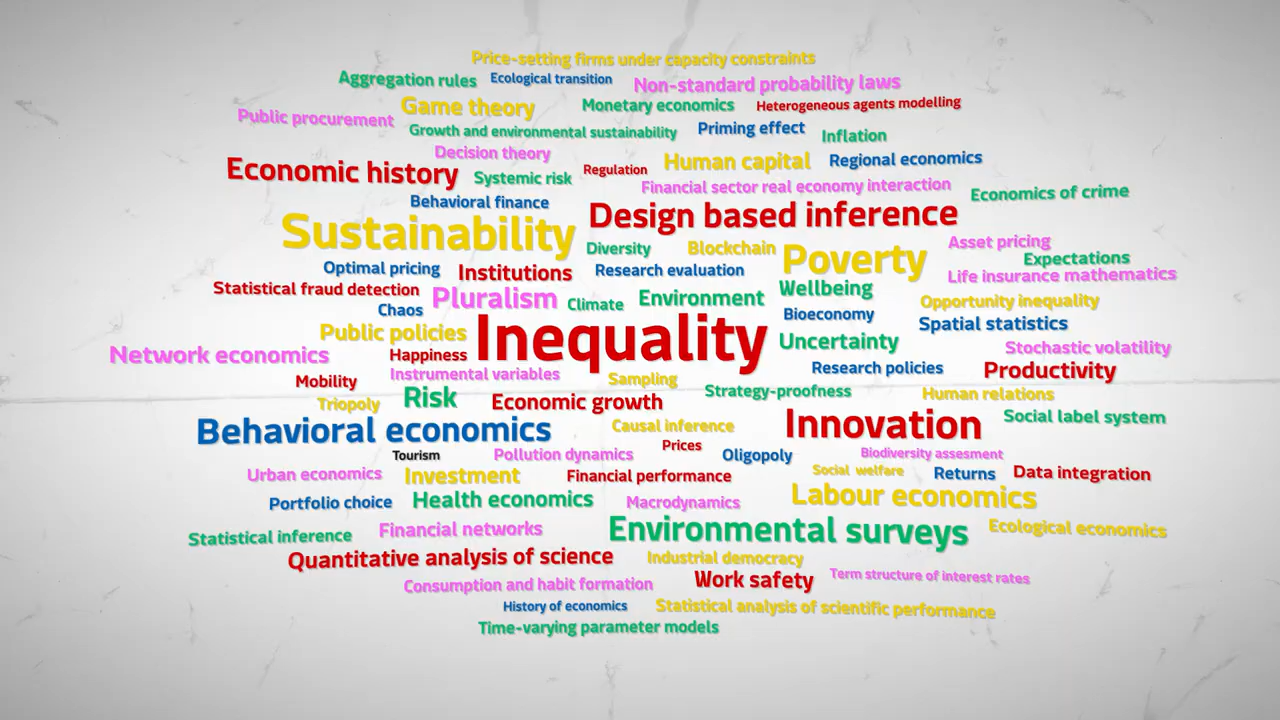 Price-setting firms under capacity constraints
Aggregation rules
Ecological transition
Non-standard probability laws
Game theory
Monetary economics
Heterogeneous agents modelling
Public procurement
Growth and environmental sustainability
Priming effect
Inflation
Decision theory
Economic history
Systemic risk
Regulation
Human capital
Regional economics
Financial sector real economy interaction
Economics of crime
Behavioral finance
Design based inference
Sustainability
Diversity
Blockchain
Poverty
Asset pricing
Expectations
Optimal pricing
Institutions
Research evaluation
Life insurance mathematics
Statistical fraud detection
Pluralism
Climate
Environment
Wellbeing
Opportunity inequality
Chaos
Bioeconomy
Spatial statistics
Public policies
Inequality
Uncertainty
Stochastic volatility
Network economics
Happiness
Research policies
Productivity
Mobility
Instrumental variables
Sampling
Strategy-proofness
Human relations
Triopoly
Risk
Economic growth
Social label system
Behavioral economics
Causal inference
Innovation
Prices
Tourism
Pollution dynamics
Oligopoly
Biodiversity assesment
Urban economics
Investment
Financial performance
Social welfare
Returns
Data integration
Portfolio choice
Health economics
Macrodynamics
Labour economics
Statistical inference
Financial networks
Environmental surveys
Ecological economics
Quantitative analysis of science
Industrial democracy
Consumption and habit formation
Work safety
Term structure of interest rates
History of economics
Statistical analysis of scientific performance
Time-varying parameter models